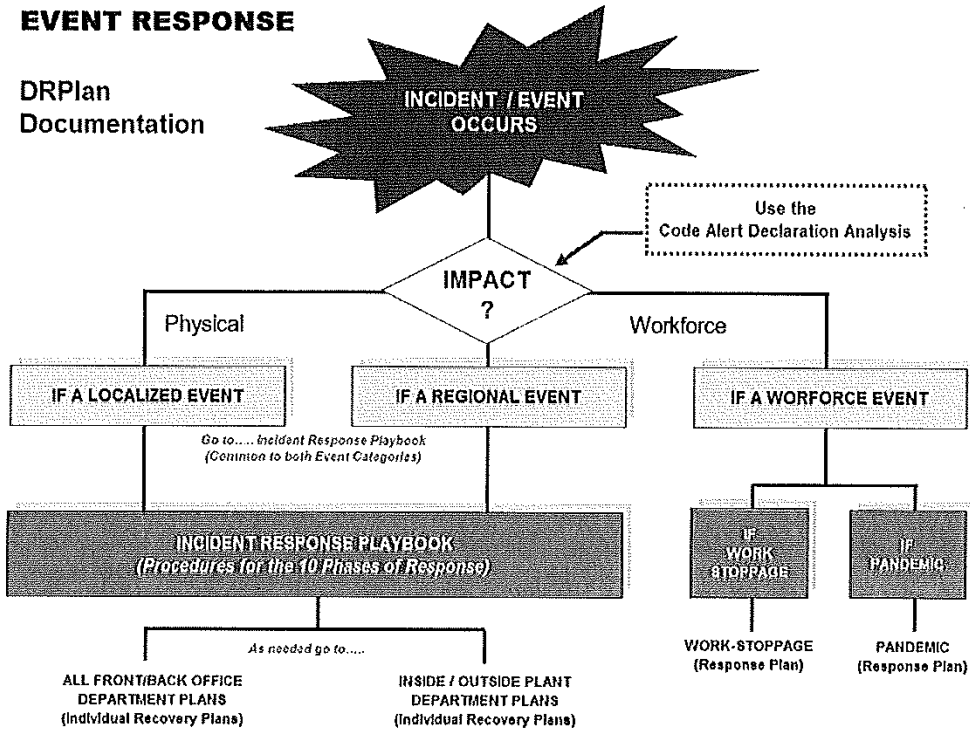 EVENT RESPONSE
DRPlan
Documentation
INCIDENT / EVENT
OCCURS
Use the
Code Alert Declaration Analysis
IMPACT
?
Physical
Workforce
IF A LOCALIZED EVENT
IF A REGIONAL EVENT
IF A WORFORCE EVENT
Go to..... Incident Response Playbook
(Common to both Event Categories)
INCIDENT RESPONSE PLAYBOOK
(Procedures for the 10 Phases of Response)
IF
WORK
STOPPAGE
IF
PANDEMIC
As needed go to.....
WORK-STOPPAGE
(Response Plan)
PANDEMIC
(Response Plan)
ALL FRONT/BACK OFFICE
DEPARTMENT PLANS
(Individual Recovery Plans)
INSIDE / OUTSIDE PLANT
DEPARTMENT PLANS
(Individual Recovery Plans)